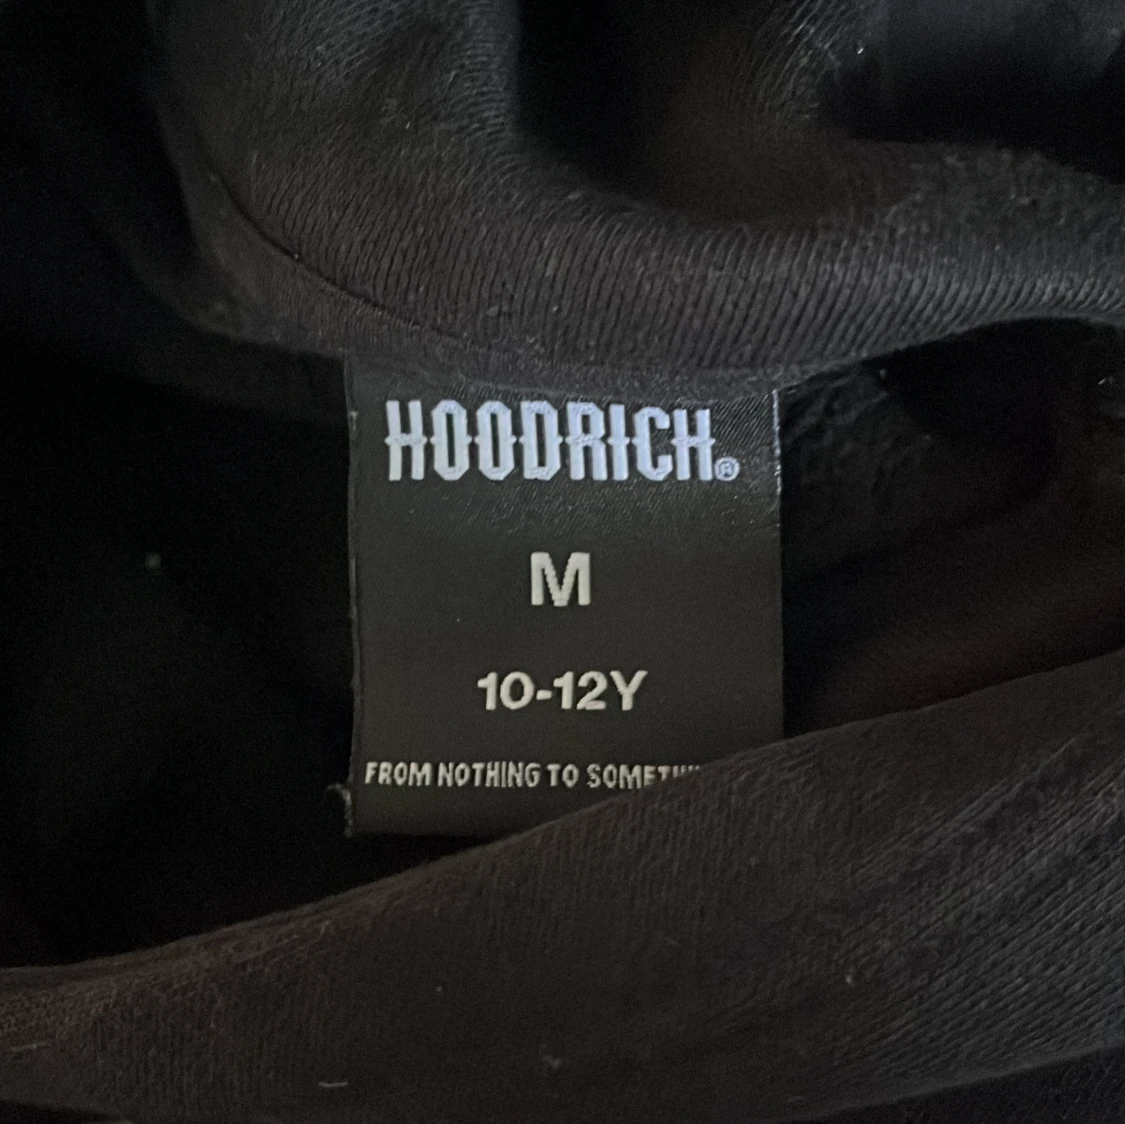 HOODRICH®
M
10-12Y
FROM NOTHING TO